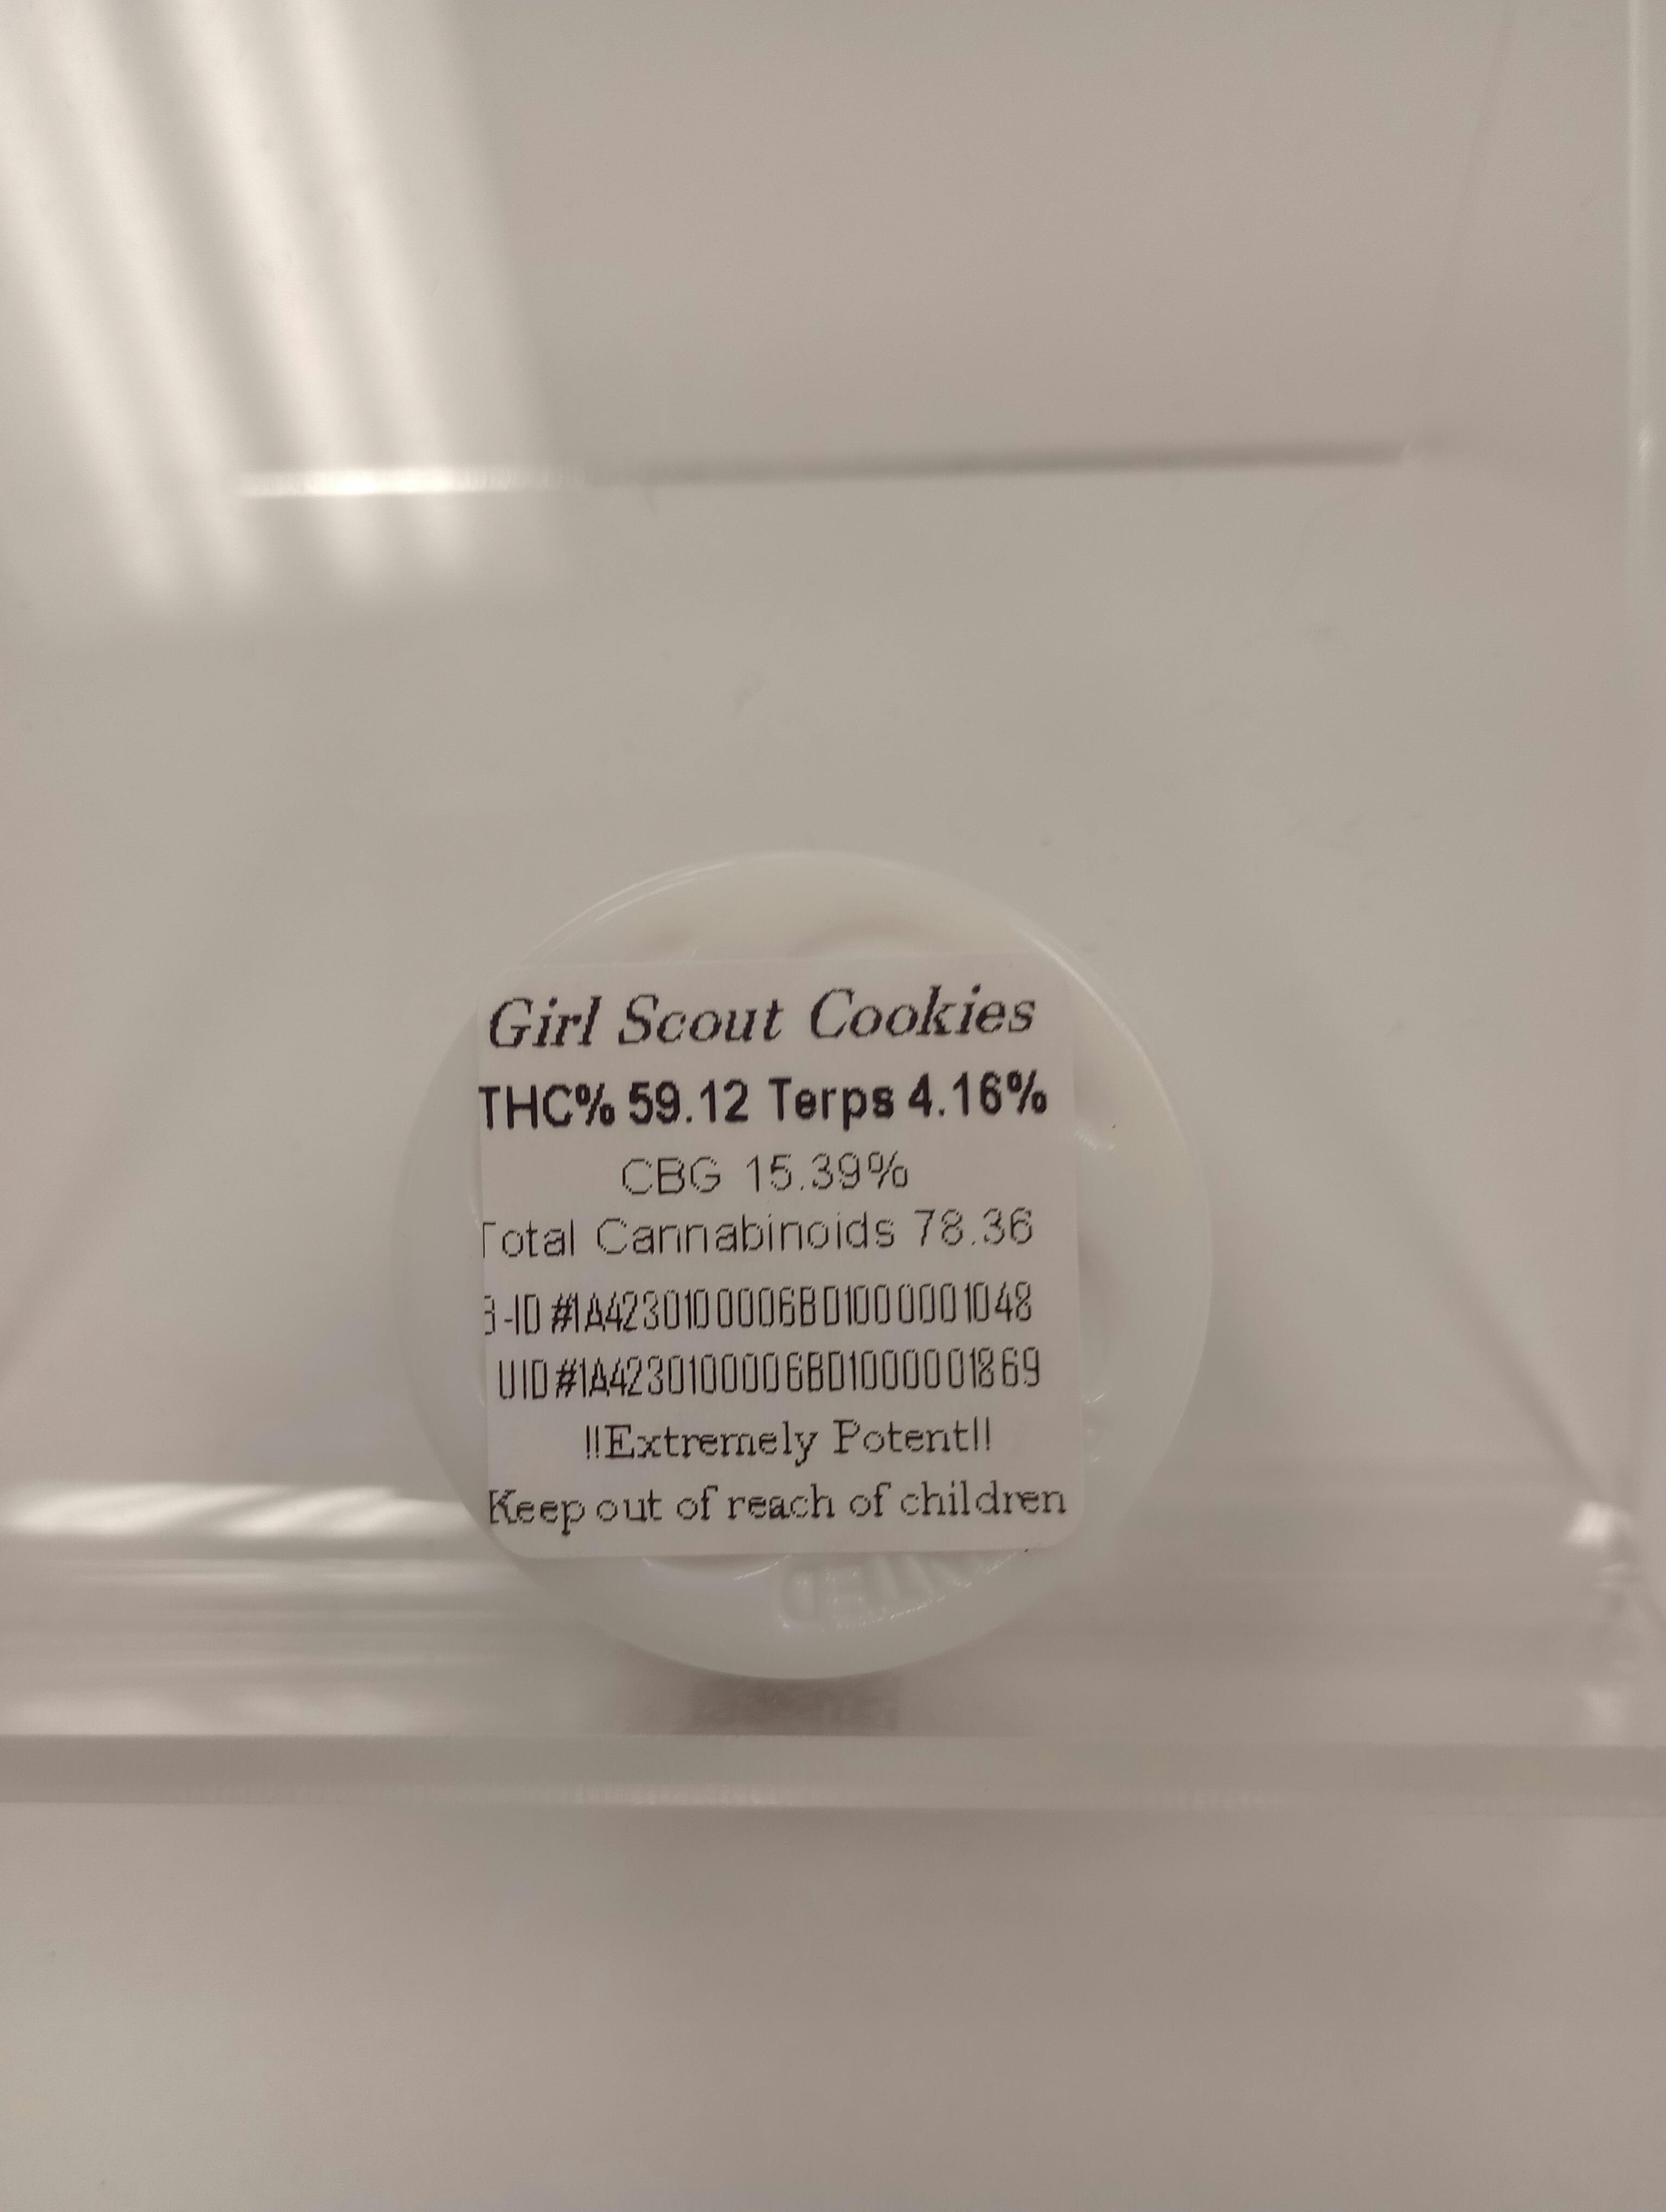 Girl Scout Cookies
THC% 59.12 Terps 4.16%
CBG 15.39%
Total Cannabinoids 78.36
B-ID #1A4230100006BD1000001048
UID #1A4230100006BD1000001869
!!Extremely Potent!!
Keep out of reach of children